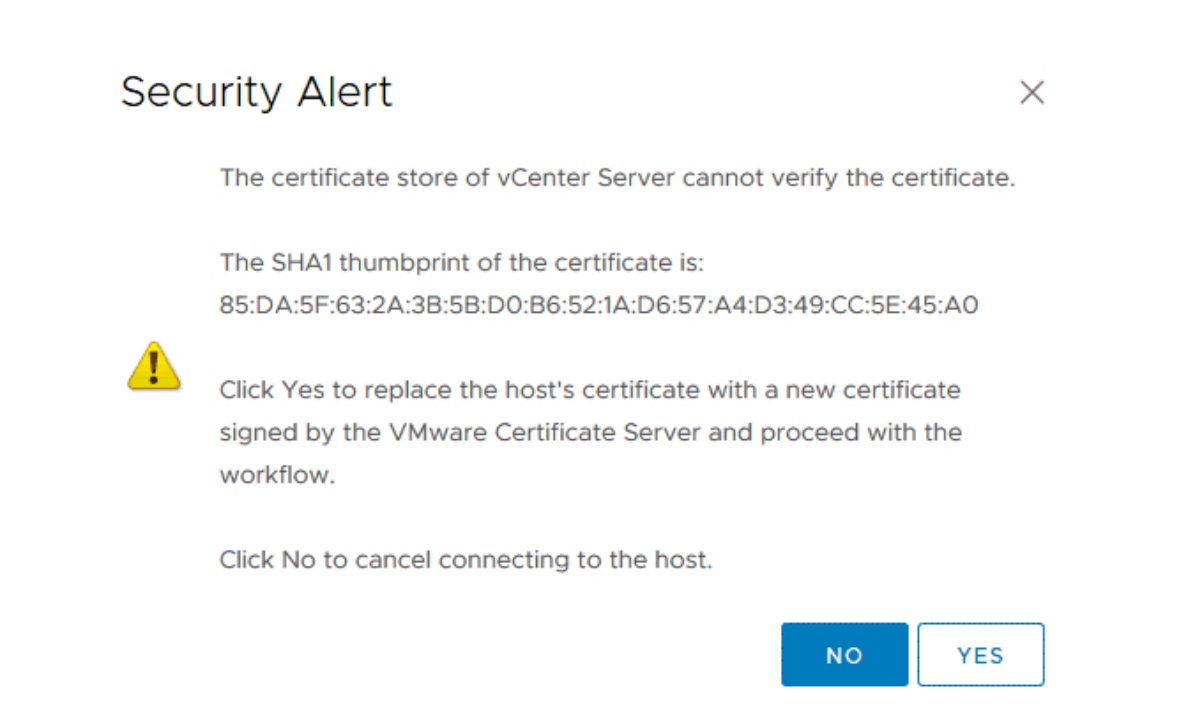 Security Alert
The certificate store of vCenter Server cannot verify the certificate.
The SHA1 thumbprint of the certificate is:
85:DA:5F:63:2A:3B:5B:D0:B6:52:1A:D6:57:A4:D3:49:CC:5E:45:A0
Click Yes to replace the host's certificate with a new certificate
signed by the VMware Certificate Server and proceed with the
workflow.
Click No to cancel connecting to the host.
NO YES